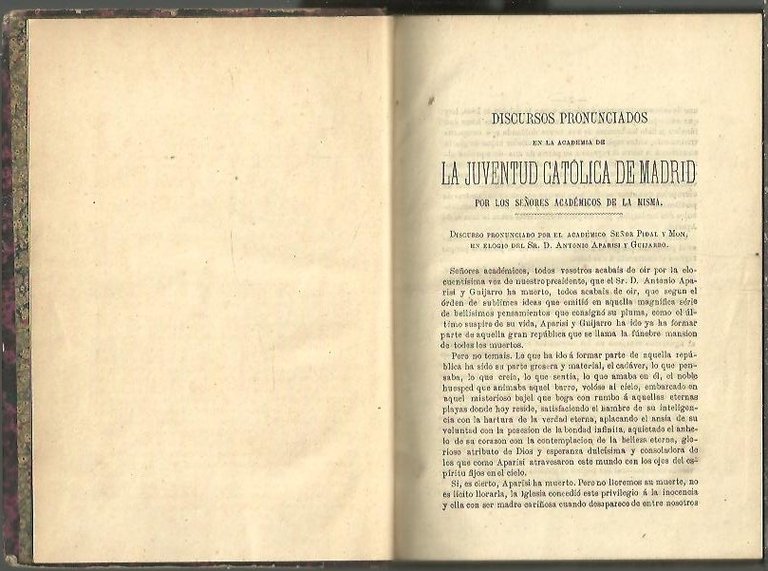 DISCURSOS PRONUNCIADOS
EN LA ACADEMIA DE
LA JUVENTUD CATÓLICA DE MADRID
POR LOS SEÑORES ACADÉMICOS DE LA MISMA.
DISCURSO PRONUNCIADO POR EL ACADÉMICO SEÑOR PIDAL Y MON,
EN ELOGIO DEL SR. D. ANTONIO APARISI Y GUIJARRO.
Señores académicos, todos vosotros acabais de oir por la elo-
cuentísima voz de nuestro presidente, que el Sr. D. Antonio Apa-
risi y Guijarro ha muerto, todos acabais de oir, que segun el
órden de sublimes ideas que emitió en aquella magnífica série
de bellísimos pensamientos que consignó su pluma, como el úl-
timo suspiro de su vida, Aparisi y Guijarro ha ido ya ha formar
parte de aquella gran república que se llama la fúnebre mansion
de todos los muertos.
Pero no temais. Lo que ha ido á formar parte de aquella repú-
blica ha sido su parte grosera y material, el cadáver, lo que pen-
saba, lo que creia, lo que sentia, lo que amaba en él, el noble
huesped que animaba aquel barro, volóse al cielo, embarcado en
aquel misterioso bajel que boga con rumbo á aquellas eternas
playas donde hoy reside, satisfaciendo el hambre de su inteligen-
cia con la hartura de la verdad eterna, aplacando el ansia de su
voluntad con la posesion de la bondad infinita, aquietado el anhe-
lo de su corazon con la contemplacion de la belleza eterna, glo-
rioso atributo de Dios y esperanza dulcísima y consoladora de
los que como Aparisi atravesaron este mundo con los ojos del es-
píritu fijos en el cielo.
Si, es cierto, Aparisi ha muerto. Pero no lloremos su muerte, no
es lícito llorarla, la Iglesia concedió este privilegio á la inocencia
y ella con ser madre cariñosa cuando desaparece de entre nosotros